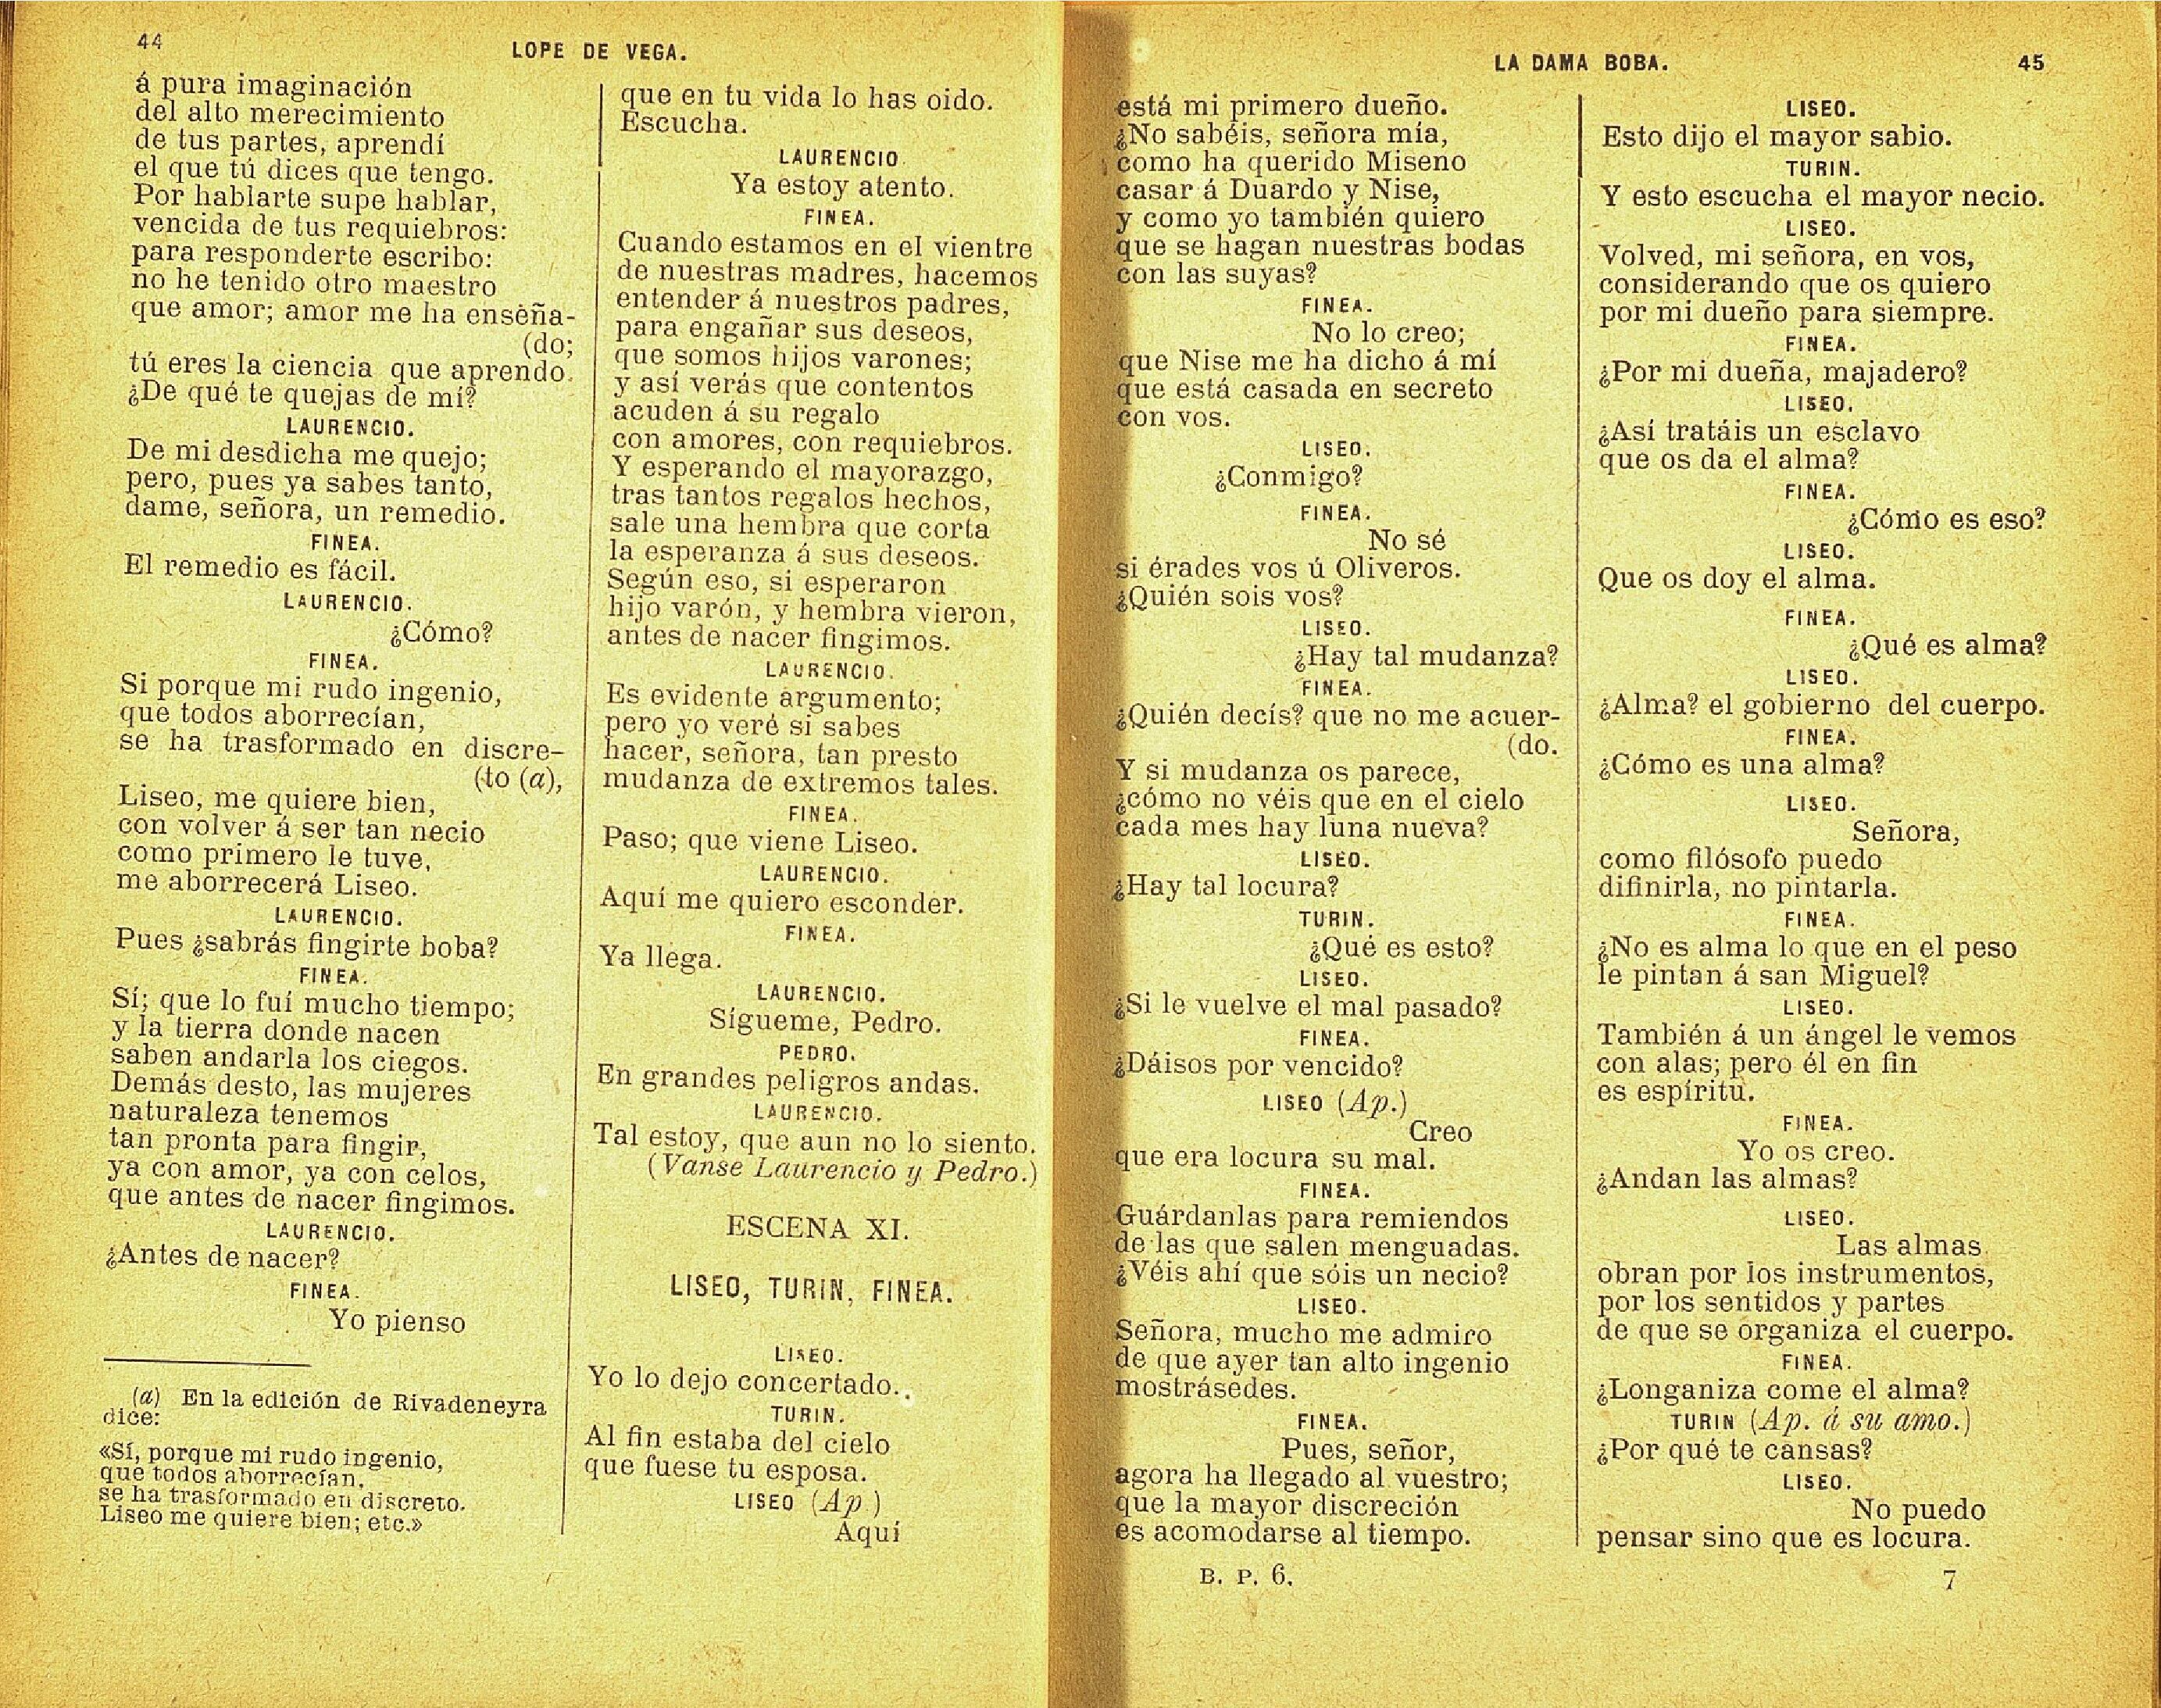 44
LOPE DE VEGA.
á pura imaginación
del alto merecimiento
de tus partes, aprendí
el que tú dices que tengo.
Por hablarte supe hablar,
vencida de tus requiebros:
para responderte escribo:
no he tenido otro maestro
que amor; amor me ha enseña-
(do;
tú eres la ciencia que aprendo.
¿De qué te quejas de mí?
LAURENCIO.
De mi desdicha me quejo;
pero, pues ya sabes tanto,
dame, señora, un remedio.
FINEA.
El remedio es fácil.
LAURENCIO.
¿Cómo?
FINEA.
Si porque mi rudo ingenio,
que todos aborrecían,
se ha trasformado en discre-
(to (a),
Liseo, me quiere bien,
con volver á ser tan necio
como primero le tuve,
me aborrecerá Liseo.
LAURENCIO.
Pues ¿sabrás fingirte boba?
FINEA.
Sí; que lo fuí mucho tiempo;
y la tierra donde nacen
saben andarla los ciegos.
Demás desto, las mujeres
naturaleza tenemos
tan pronta para fingir,
ya con amor, ya con celos,
que antes de nacer fingimos.
LAURENCIO.
¿Antes de nacer?
FINEA.
Yo pienso
(a) En la edición de Rivadeneyra
dice:
«Sí, porque mi rudo ingenio,
que todos aborrecían,
se ha trasformado en discreto.
Liseo me quiere bien; etc.»
que en tu vida lo has oido.
Escucha.
LAURENCIO.
Ya estoy atento.
FINEA.
Cuando estamos en el vientre
de nuestras madres, hacemos
entender á nuestros padres,
para engañar sus deseos,
que somos hijos varones;
y así verás que contentos
acuden á su regalo
con amores, con requiebros.
Y esperando el mayorazgo,
tras tantos regalos hechos,
sale una hembra que corta
la esperanza á sus deseos.
Según eso, si esperaron
hijo varón, y hembra vieron,
antes de nacer fingimos.
LAURENCIO.
Es evidente argumento;
pero yo veré si sabes
hacer, señora, tan presto
mudanza de extremos tales.
FINEA.
Paso; que viene Liseo.
LAURENCIO.
Aquí me quiero esconder.
FINEA.
Ya llega.
LAURENCIO.
Sígueme, Pedro.
PEDRO.
En grandes peligros andas.
LAURENCIO.
Tal estoy, que aun no lo siento.
(Vanse Laurencio y Pedro.)
ESCENA XI.
LISEO, TURIN, FINEA.
LISEO.
Yo lo dejo concertado.
TURIN.
Al fin estaba del cielo
que fuese tu esposa.
LISEO (Ap.)
Aquí
LA DAMA BOBA.
45
está mi primero dueño.
¿No sabéis, señora mía,
como ha querido Miseno
casar á Duardo y Nise,
y como yo también quiero
que se hagan nuestras bodas
con las suyas?
FINEA.
No lo creo;
que Nise me ha dicho á mí
que está casada en secreto
con vos.
LISEO.
¿Conmigo?
FINEA.
No sé
si érades vos ú Oliveros.
¿Quién sois vos?
LISEO.
¿Hay tal mudanza?
FINEA.
¿Quién decís? que no me acuer-
(do.
Y si mudanza os parece,
¿cómo no véis que en el cielo
cada mes hay luna nueva?
LISEO.
¿Hay tal locura?
TURIN.
¿Qué es esto?
LISEO.
¿Si le vuelve el mal pasado?
FINEA.
¿Dáisos por vencido?
LISEO (Ap.)
Creo
que era locura su mal.
FINEA.
Guárdanlas para remiendos
de las que salen menguadas.
¿Véis ahí que sóis un necio?
LISEO.
Señora, mucho me admiro
de que ayer tan alto ingenio
mostrásedes.
FINEA.
Pues, señor,
agora ha llegado al vuestro;
que la mayor discreción
es acomodarse al tiempo.
B. P. 6.
LISEO.
Esto dijo el mayor sabio.
TURIN.
Y esto escucha el mayor necio.
LISEO.
Volved, mi señora, en vos,
considerando que os quiero
por mi dueño para siempre.
FINEA.
¿Por mi dueña, majadero?
LISEO.
¿Así tratáis un esclavo
que os da el alma?
FINEA.
¿Cómo es eso?
LISEO.
Que os doy el alma.
FINEA.
¿Qué es alma?
LISEO.
¿Alma? el gobierno del cuerpo.
FINEA.
¿Cómo es una alma?
LISEO.
Señora,
como filósofo puedo
difinirla, no pintarla.
FINEA.
¿No es alma lo que en el peso
le pintan á san Miguel?
LISEO.
También á un ángel le vemos
con alas; pero él en fin
es espíritu.
FINEA.
Yo os creo.
¿Andan las almas?
LISEO.
Las almas
obran por los instrumentos,
por los sentidos y partes
de que se organiza el cuerpo.
FINEA.
¿Longaniza come el alma?
TURIN (Ap. á su amo.)
¿Por qué te cansas?
LISEO.
No puedo
pensar sino que es locura.
7